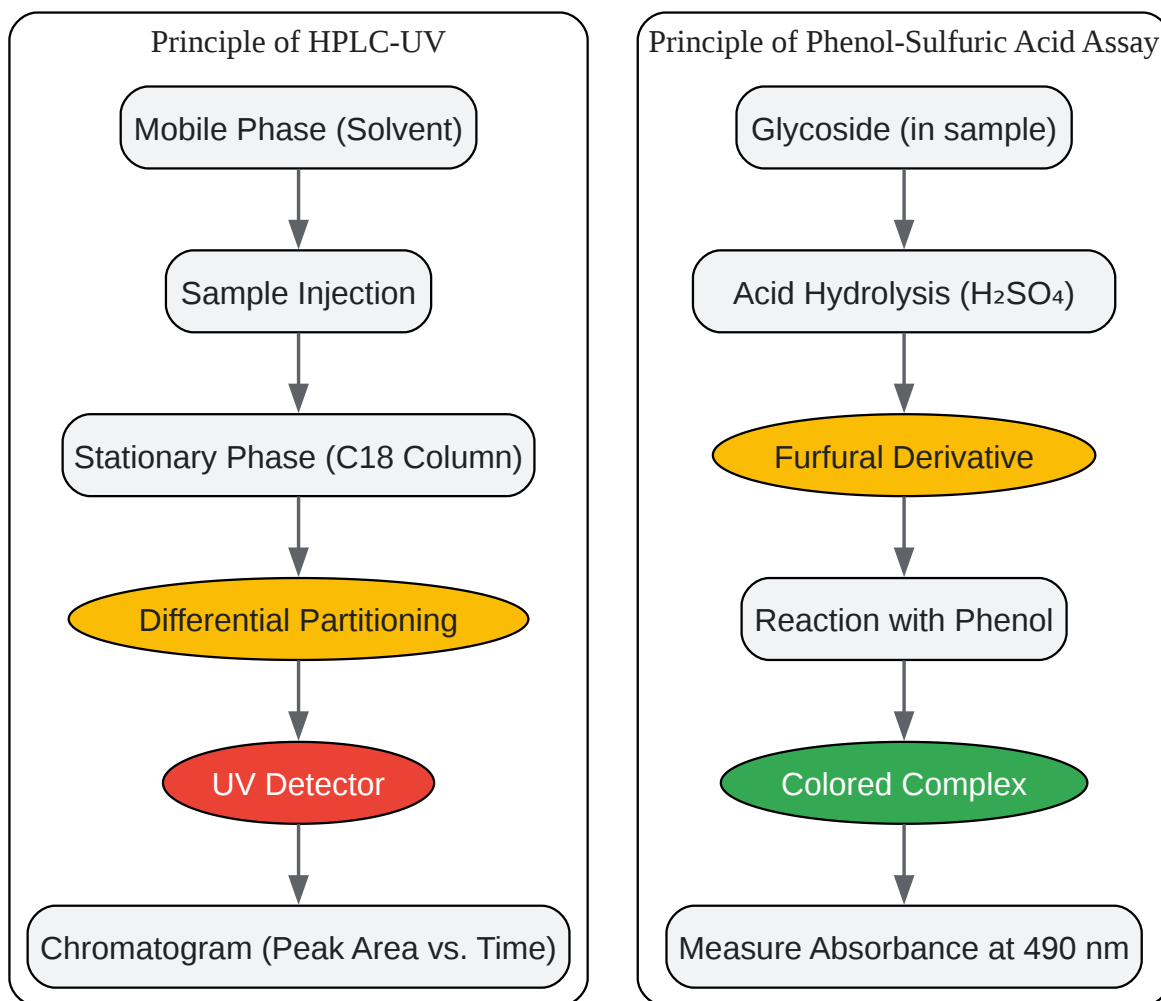 Principle of HPLC-UV
Mobile Phase (Solvent)
Sample Injection
Stationary Phase (C18 Column)
Differential Partitioning
UV Detector
Chromatogram (Peak Area vs. Time)
Principle of Phenol-Sulfuric Acid Assay
Glycoside (in sample)
Acid Hydrolysis (H₂SO₄)
Furfural Derivative
Reaction with Phenol
Colored Complex
Measure Absorbance at 490 nm